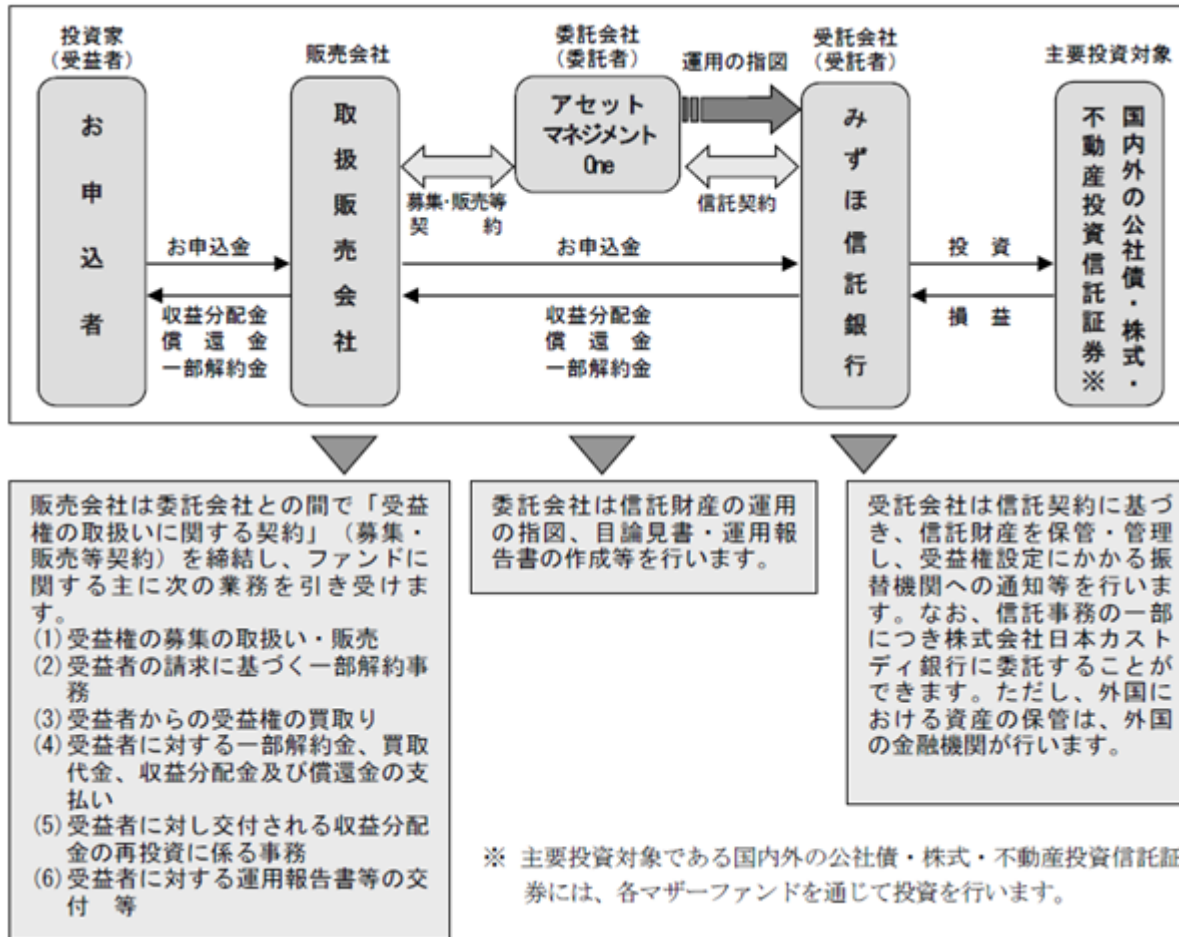 投資家
（受益者）
お申込者
販売会社
取扱販売会社
委託会社
（委託者）
アセット
マネジメント
One
運用の指図
受託会社
（受託者）
みずほ信託銀行
主要投資対象
国内外の公社債・株式・
不動産投資信託証券※
募集・販売等
契　　約
信託契約
お申込金
収益分配金
償　還　金
一部解約金
お申込金
収益分配金
償　還　金
一部解約金
投　資
損　益
販売会社は委託会社との間で「受益
権の取扱いに関する契約」（募集・
販売等契約）を締結し、ファンドに
関する主に次の業務を引き受けま
す。
(1)受益権の募集の取扱い・販売
(2)受益者の請求に基づく一部解約事
務
(3)受益者からの受益権の買取り
(4)受益者に対する一部解約金、買取
代金、収益分配金及び償還金の支
払い
(5)受益者に対し交付される収益分配
金の再投資に係る事務
(6)受益者に対する運用報告書等の交
付　等
委託会社は信託財産の運用
の指図、目論見書・運用報
告書の作成等を行います。
受託会社は信託契約に基づ
き、信託財産を保管・管理
し、受益権設定にかかる振
替機関への通知等を行いま
す。なお、信託事務の一部
につき株式会社日本カスト
ディ銀行に委託することが
できます。ただし、外国に
おける資産の保管は、外国
の金融機関が行います。
※ 主要投資対象である国内外の公社債・株式・不動産投資信託証
券には、各マザーファンドを通じて投資を行います。